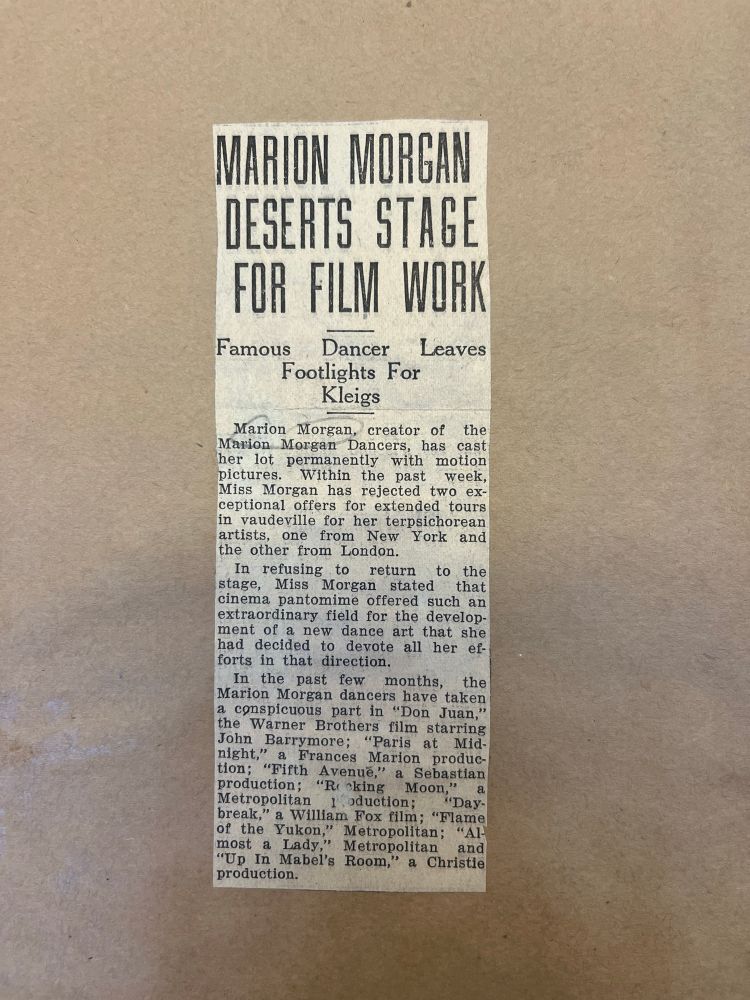 MARION MORGAN
DESERTS STAGE
FOR FILM WORK
Famous Dancer Leaves
Footlights For
Kleigs
Marion Morgan, creator of the
Marion Morgan Dancers, has cast
her lot permanently with motion
pictures. Within the past week,
Miss Morgan has rejected two ex-
ceptional offers for extended tours
in vaudeville for her terpsichorean
artists, one from New York and
the other from London.
In refusing to return to the
stage, Miss Morgan stated that
cinema pantomime offered such an
extraordinary field for the develop-
ment of a new dance art that she
had decided to devote all her ef-
forts in that direction.
In the past few months, the
Marion Morgan dancers have taken
a conspicuous part in "Don Juan,"
the Warner Brothers film starring
John Barrymore; "Paris at Mid-
night," a Frances Marion produc-
tion; "Fifth Avenue," a Sebastian
production; " Moon," a
Metropolitan "Day-
break," a William Fox film; "Flame
of the Yukon," Metropolitan; "Al-
most a Lady," Metropolitan and
"Up In Mabel's Room," a Christie
production.